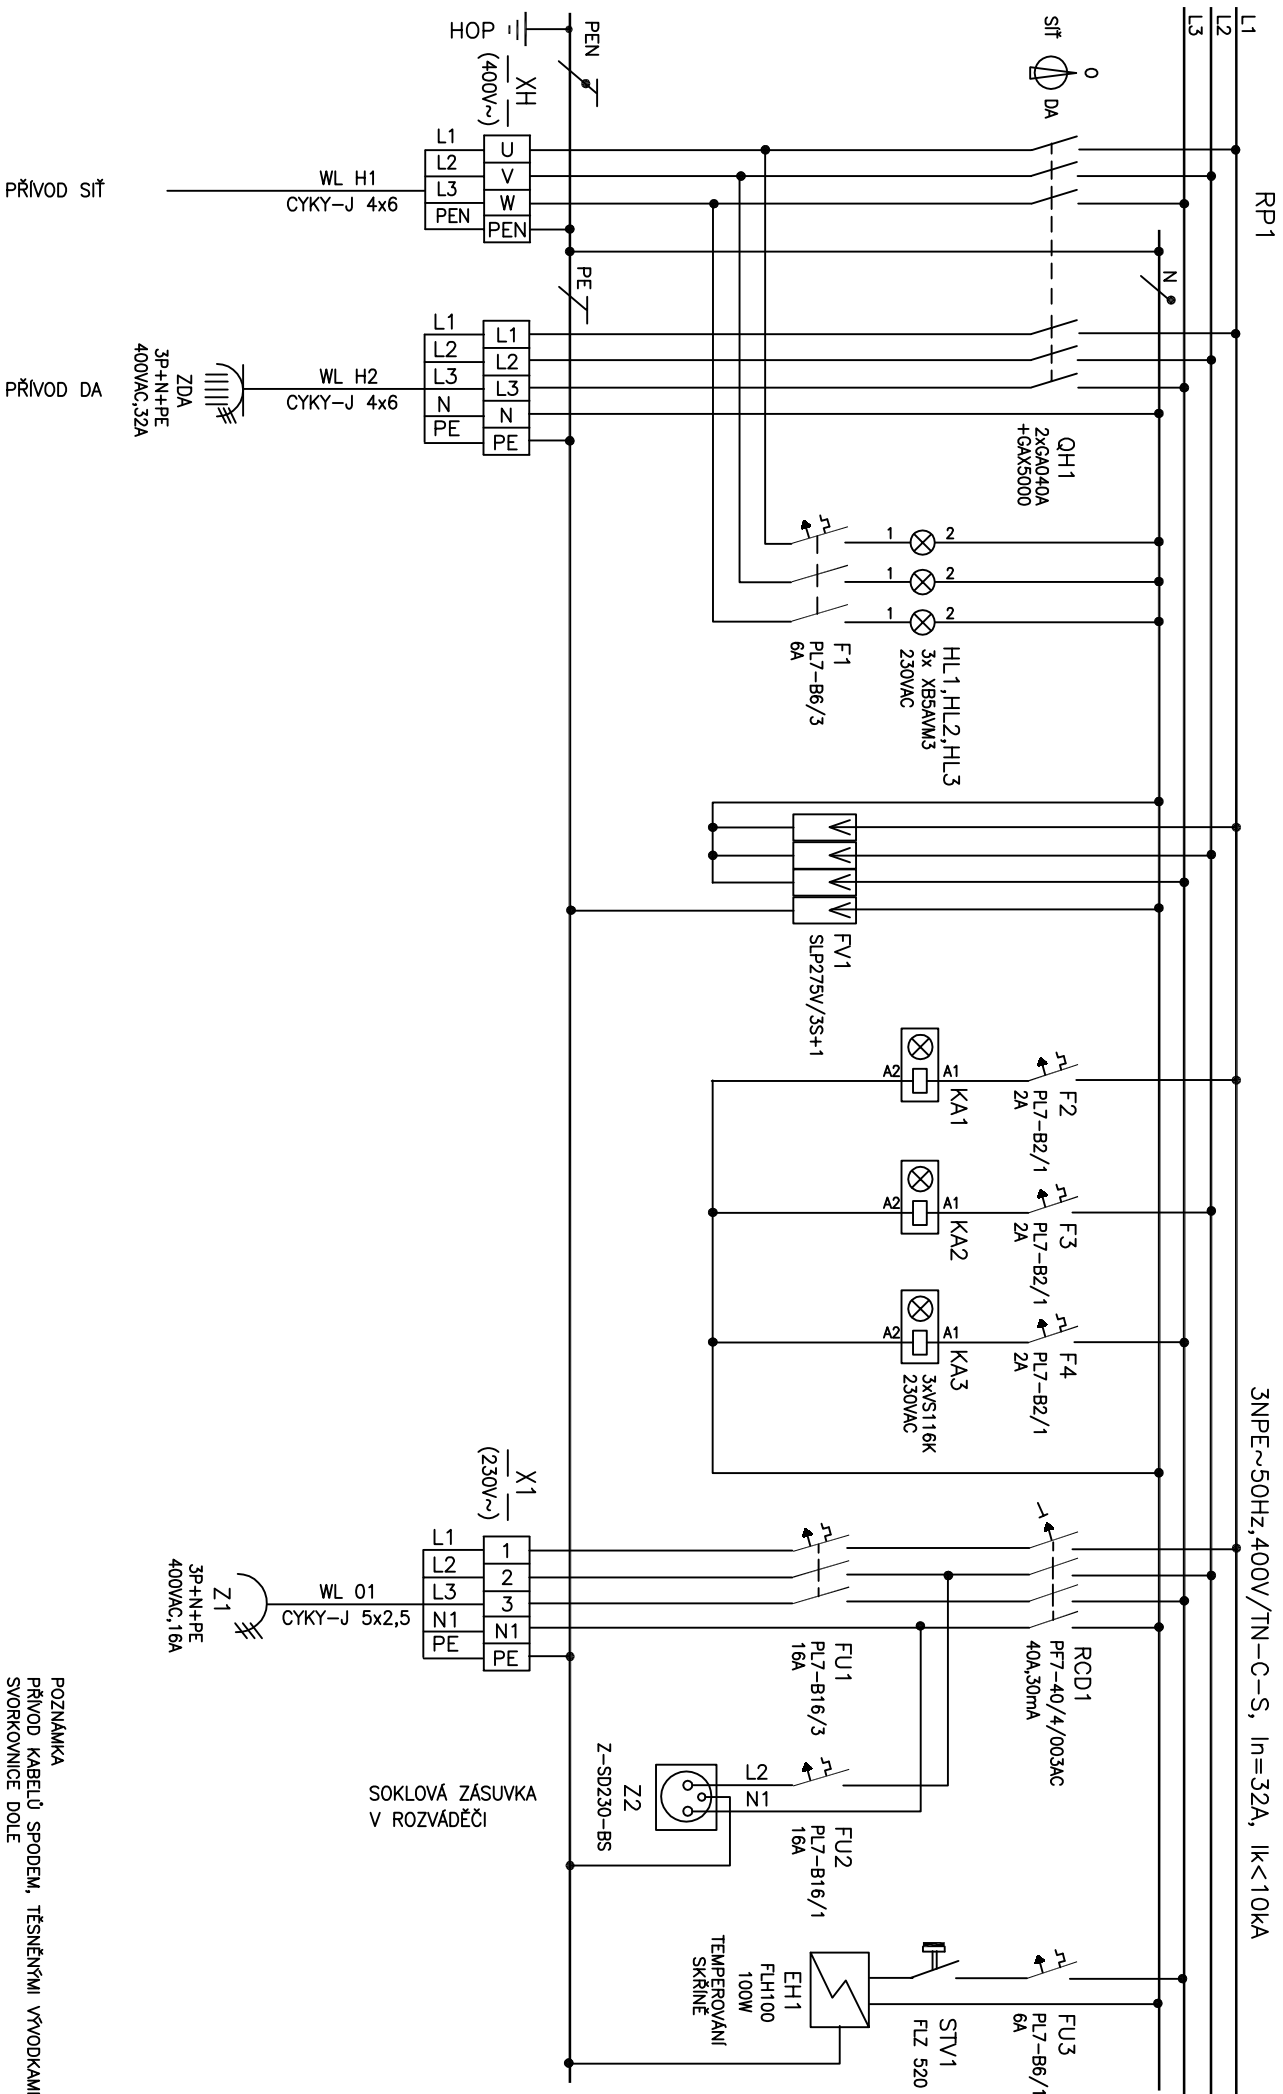 L1
L2
L3
RP1
3NPE~50Hz,400V/TN-C-S, In=32A, Ik<10kA
SÍŤ
0
DA
N
QH1
2xGA040A
+GAX5000
HOP
PEN
XH
(400V~)
L1
L2
L3
PEN
U
V
W
PEN
PŘÍVOD SIŤ
WL H1
CYKY-J 4x6
PE
L1
L2
L3
N
PE
L1
L2
L3
N
PE
PŘÍVOD DA
ZDA
3P+N+PE
400VAC,32A
WL H2
CYKY-J 4x6
1
2
1
2
1
2
F1
PL7-B6/3
6A
HL1,HL2,HL3
3x XB5AVM3
230VAC
FV1
SLP275V/3S+1
F2
PL7-B2/1
2A
A2
A1
KA1
F3
PL7-B2/1
2A
A2
A1
KA2
F4
PL7-B2/1
2A
A2
A1
KA3
3xVS116K
230VAC
RCD1
PF7-40/4/003AC
40A,30mA
X1
(230V~)
L1
L2
L3
N1
PE
1
2
3
N1
PE
Z1
3P+N+PE
400VAC,16A
WL O1
CYKY-J 5x2,5
FU1
PL7-B16/3
16A
FU2
PL7-B16/1
16A
L2
N1
Z2
Z-SD230-BS
SOKLOVÁ ZÁSUVKA
V ROZVÁDĚČI
FU3
PL7-B6/1
6A
STV1
FLZ 520
EH1
FLH100
100W
TEMPEROVÁNÍ
SKŘÍNĚ
POZNÁMKA
PŘÍVOD KABELŮ SPODEM, TĚSNĚNÝMI VÝVODKAMI
SVORKOVNICE DOLE